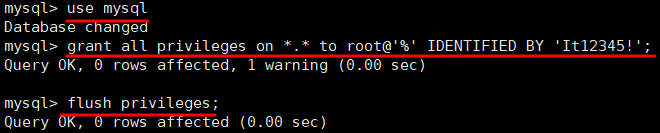 mysql> use mysql
Database changed
mysql> grant all privileges on *.* to root@'%' IDENTIFIED BY 'It12345!';
Query OK, 0 rows affected, 1 warning (0.00 sec)
mysql> flush privileges;
Query OK, 0 rows affected (0.00 sec)